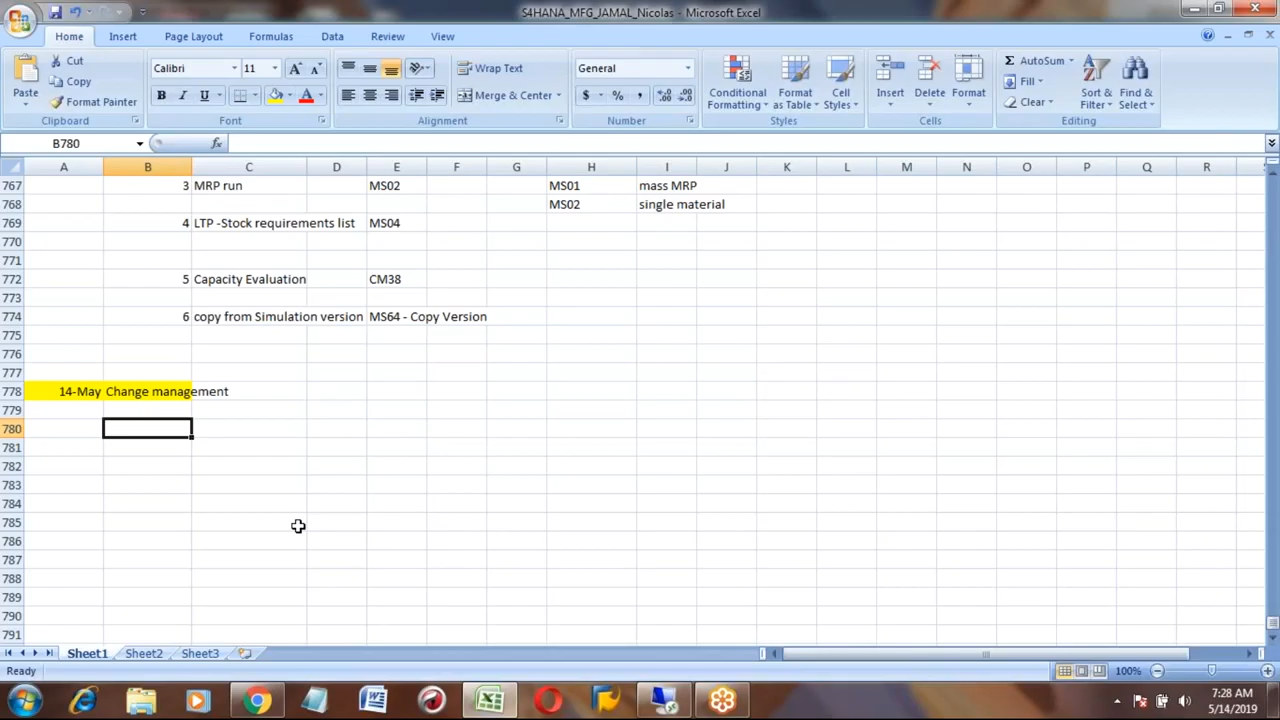 S4HANA_MFG_JAMAL_Nicolas - Microsoft Excel
Home Insert Page Layout Formulas Data Review View
Paste Cut Copy Format Painter Clipboard
Calibri 11 A A B I U A Font
Wrap Text Merge & Center Alignment
General $ % , .0 .00 .00 .0 Number
Conditional Formatting Format as Table Cell Styles Styles
Insert Delete Format Cells
Σ AutoSum Fill Clear Sort & Filter Find & Select Editing
B780 fx
A B C D E F G H I J K L M N O P Q R
767 3 MRP run MS02 MS01 mass MRP
768 MS02 single material
769 4 LTP -Stock requirements list MS04
770
771
772 5 Capacity Evaluation CM38
773
774 6 copy from Simulation version MS64 - Copy Version
775
776
777
778 14-May Change management
779
780
781
782
783
784
785
786
787
788
789
790
791
Sheet1 Sheet2 Sheet3
Ready 100%
7:28 AM
5/14/2019